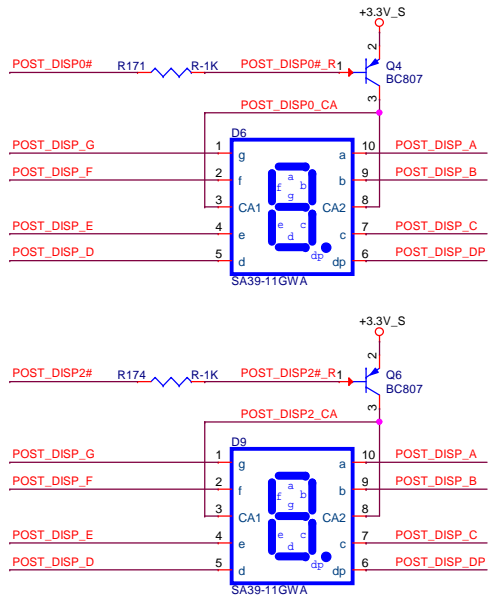 +3.3V_S
POST_DISP0# R171 R-1K POST_DISP0#_R 1 2 Q4
BC807
3
POST_DISP0_CA
D6
POST_DISP_G 1 g a 10 POST_DISP_A
POST_DISP_F 2 f b 9 POST_DISP_B
3 CA1 CA2 8
POST_DISP_E 4 e c 7 POST_DISP_C
POST_DISP_D 5 d dp 6 POST_DISP_DP
a
f b
g
e c
d
dp
SA39-11GWA
+3.3V_S
POST_DISP2# R174 R-1K POST_DISP2#_R 1 2 Q6
BC807
3
POST_DISP2_CA
D9
POST_DISP_G 1 g a 10 POST_DISP_A
POST_DISP_F 2 f b 9 POST_DISP_B
3 CA1 CA2 8
POST_DISP_E 4 e c 7 POST_DISP_C
POST_DISP_D 5 d dp 6 POST_DISP_DP
a
f b
g
e c
d
dp
SA39-11GWA